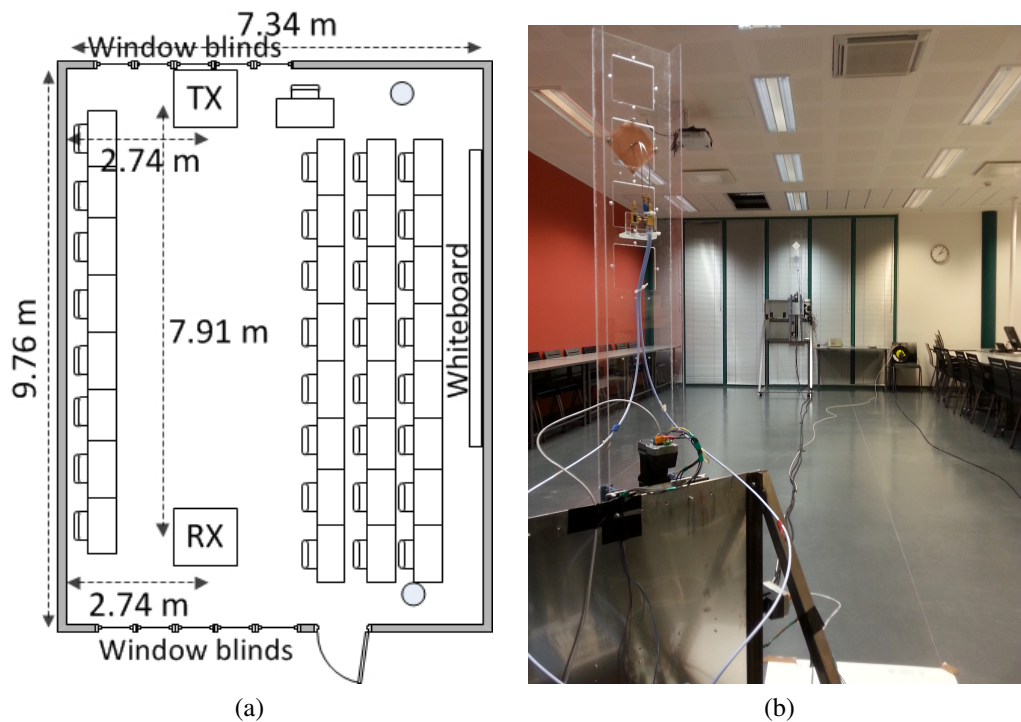 7.34 m
Window blinds
TX
2.74 m
9.76 m
7.91 m
Whiteboard
RX
2.74 m
Window blinds
(a)
(b)